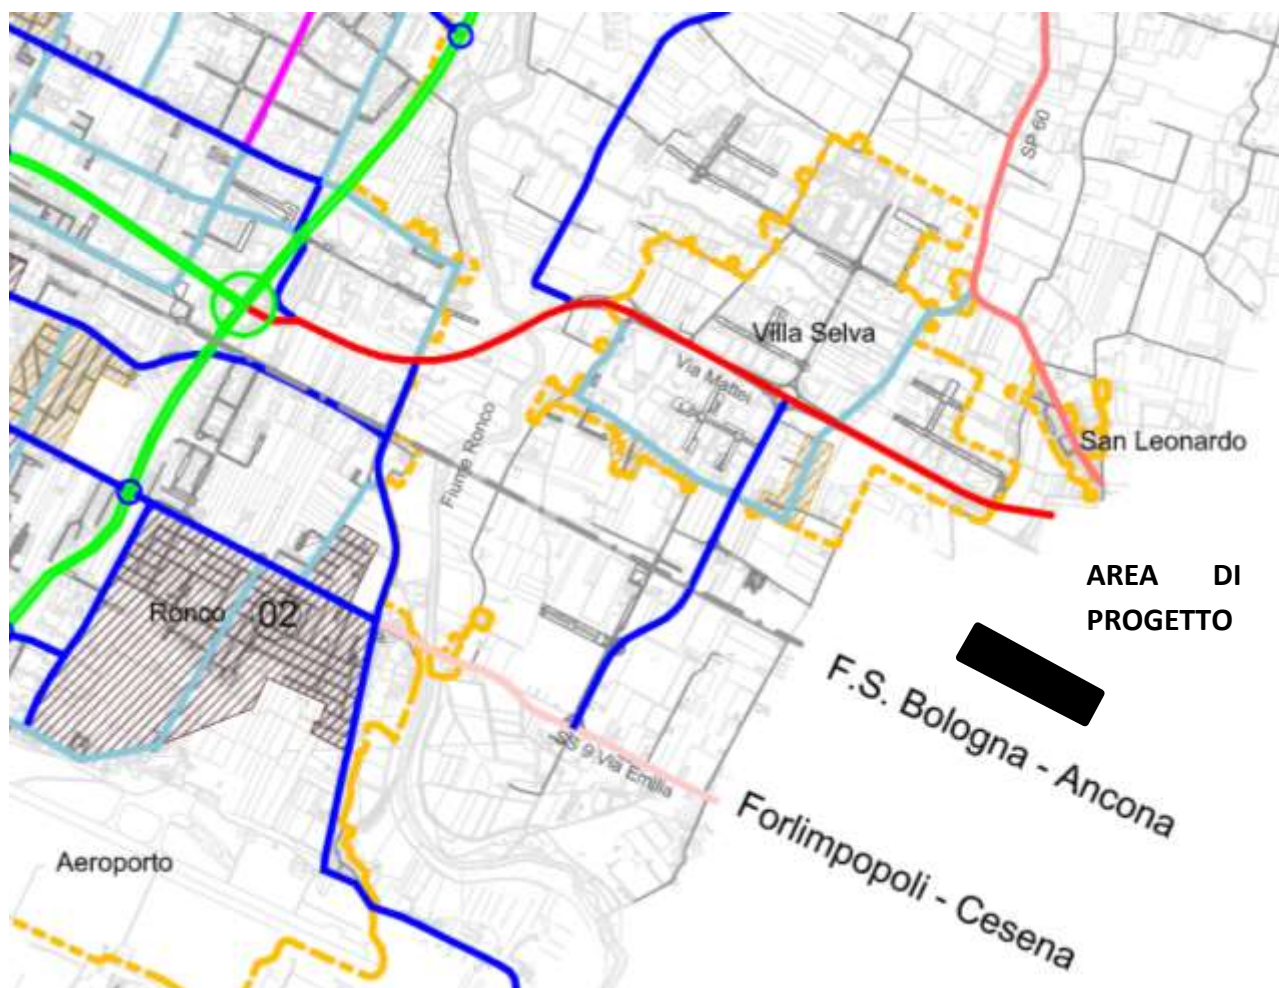 SP 60
Villa Selva
Via Mattei
San Leonardo
Fiume Ronco
AREA DI
PROGETTO
Ronco 02
F.S. Bologna - Ancona
SS 9 Via Emilia
Forlimpopoli - Cesena
Aeroporto